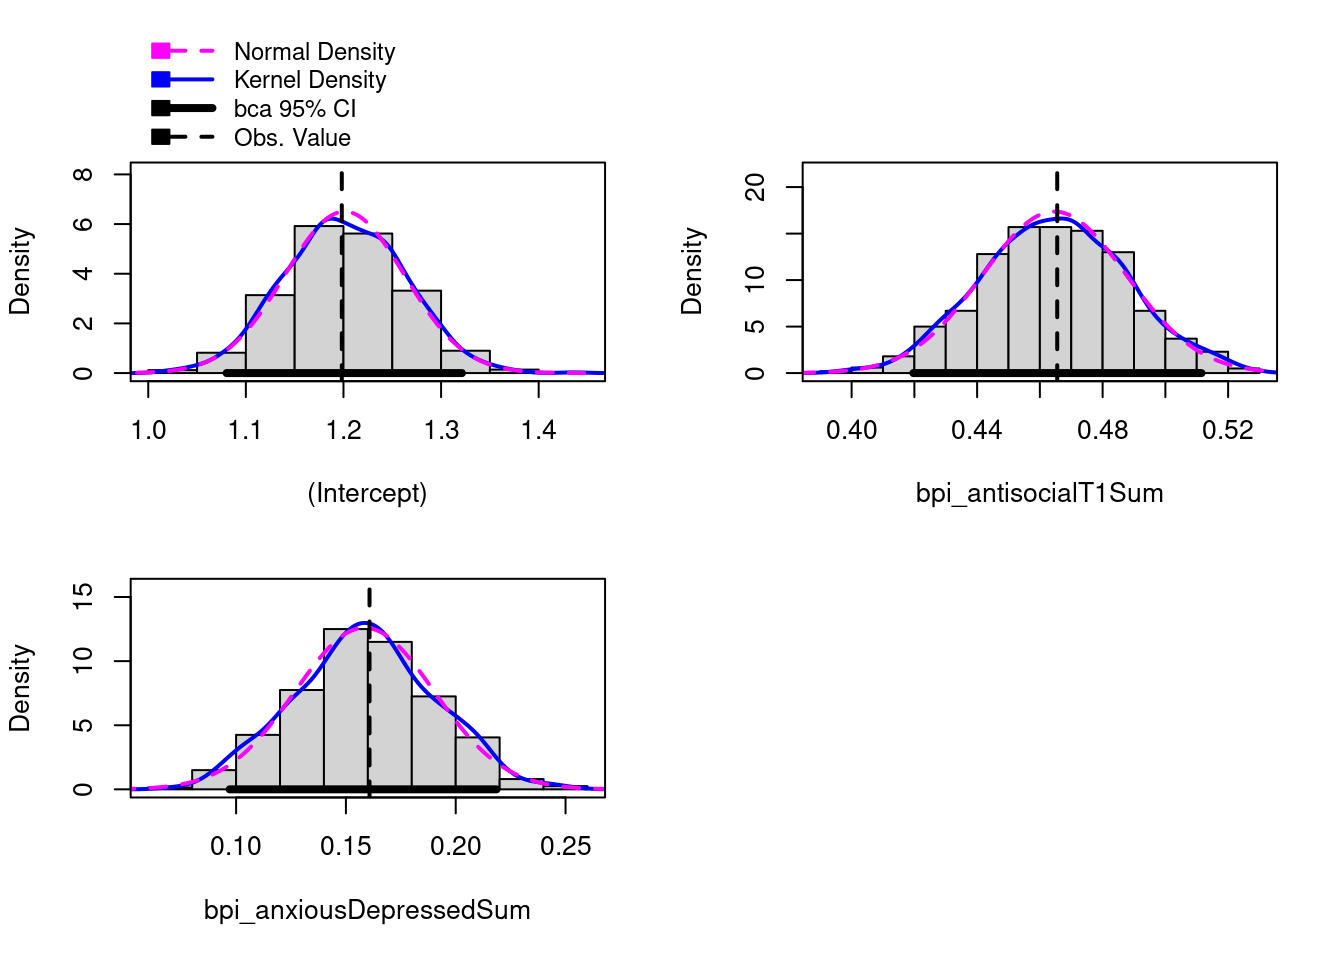 Normal Density
Kernel Density
bca 95% CI
Obs. Value
Density
8
6
4
2
0
1.0 1.1 1.2 1.3 1.4
(Intercept)
Density
20
10
5
0
0.40 0.44 0.48 0.52
bpi_antisocialT1Sum
Density
15
10
5
0
0.10 0.15 0.20 0.25
bpi_anxiousDepressedSum